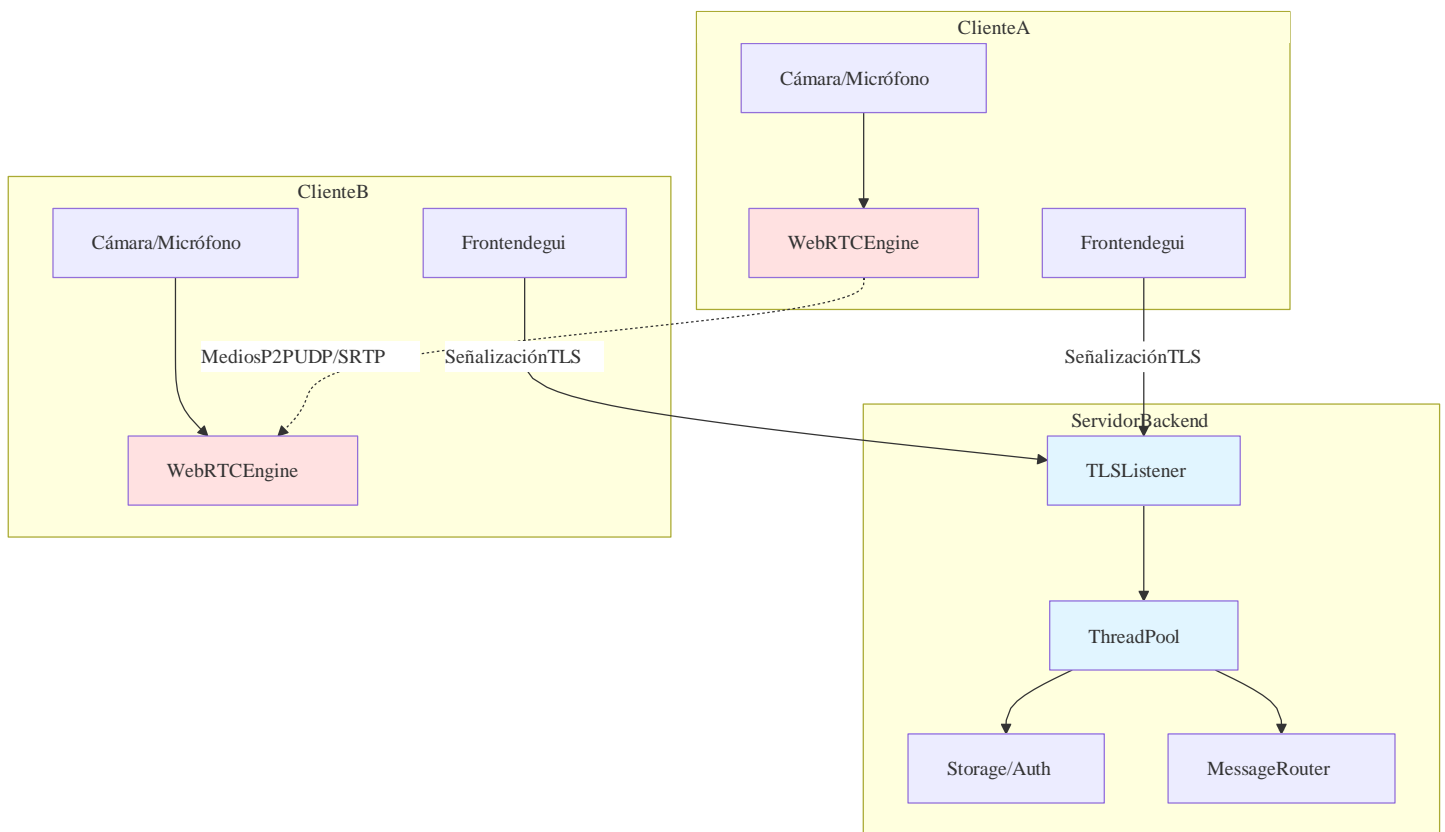 ClienteA
Cámara/Micrófono
WebRTCEngine
Frontendegui
ClienteB
Cámara/Micrófono
Frontendegui
MediosP2PUDP/SRTP
SeñalizaciónTLS
SeñalizaciónTLS
WebRTCEngine
ServidorBackend
TLSListener
ThreadPool
Storage/Auth
MessageRouter